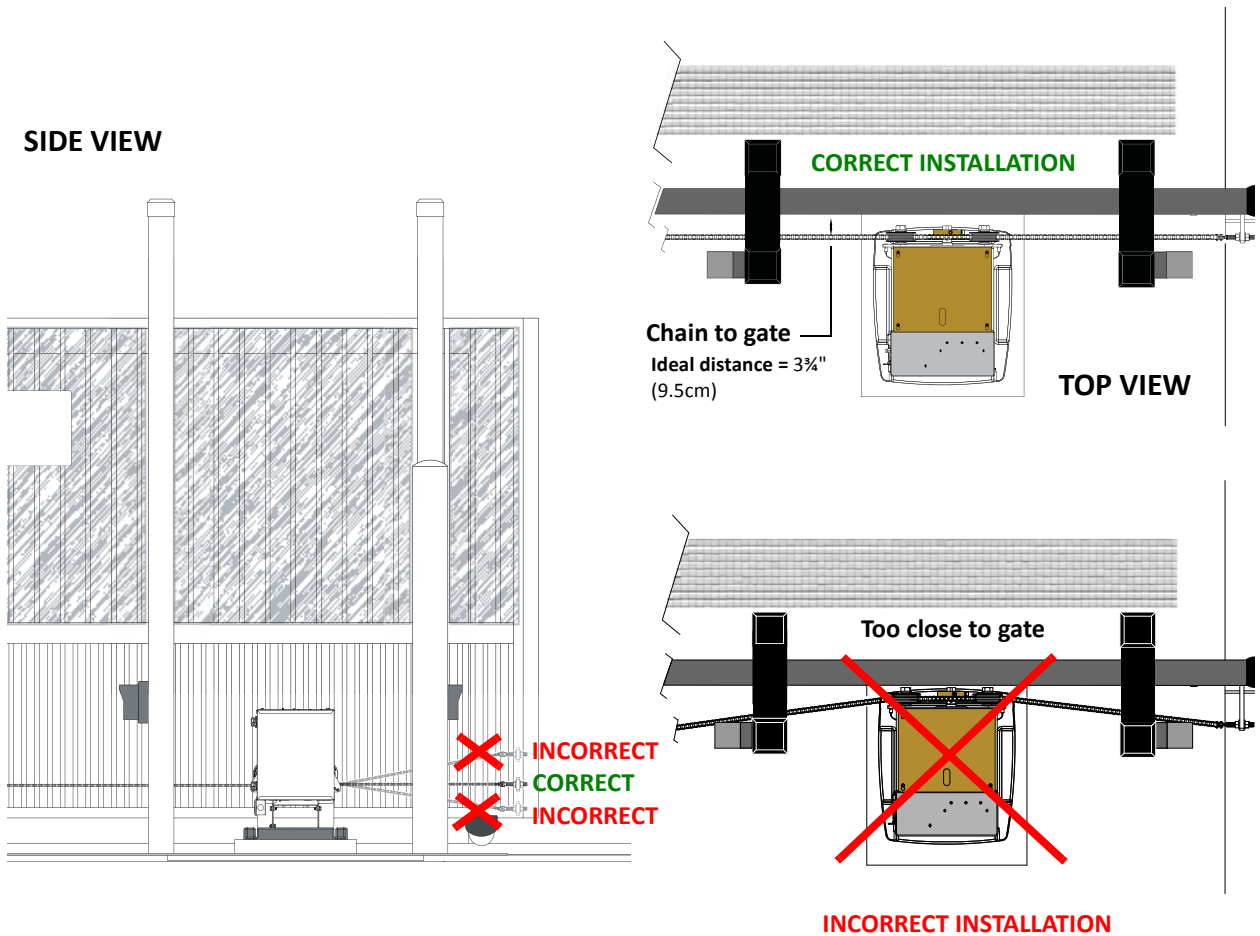 SIDE VIEW
INCORRECT
CORRECT
INCORRECT
CORRECT INSTALLATION
Chain to gate
Ideal distance = 3¾"
(9.5cm)
TOP VIEW
Too close to gate
INCORRECT INSTALLATION